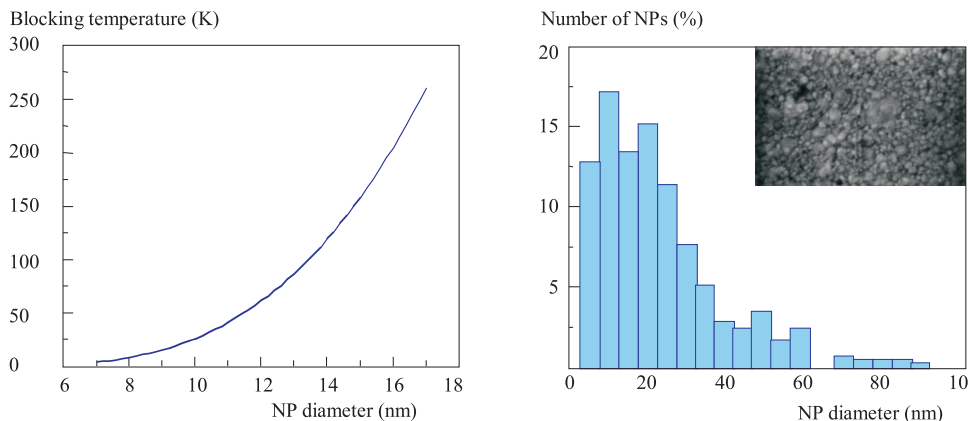 Blocking temperature (K)
300
250
200
150
100
50
0
6 8 10 12 14 16 18
NP diameter (nm)
Number of NPs (%)
20
15
10
5
0 20 40 60 80 10
NP diameter (nm)